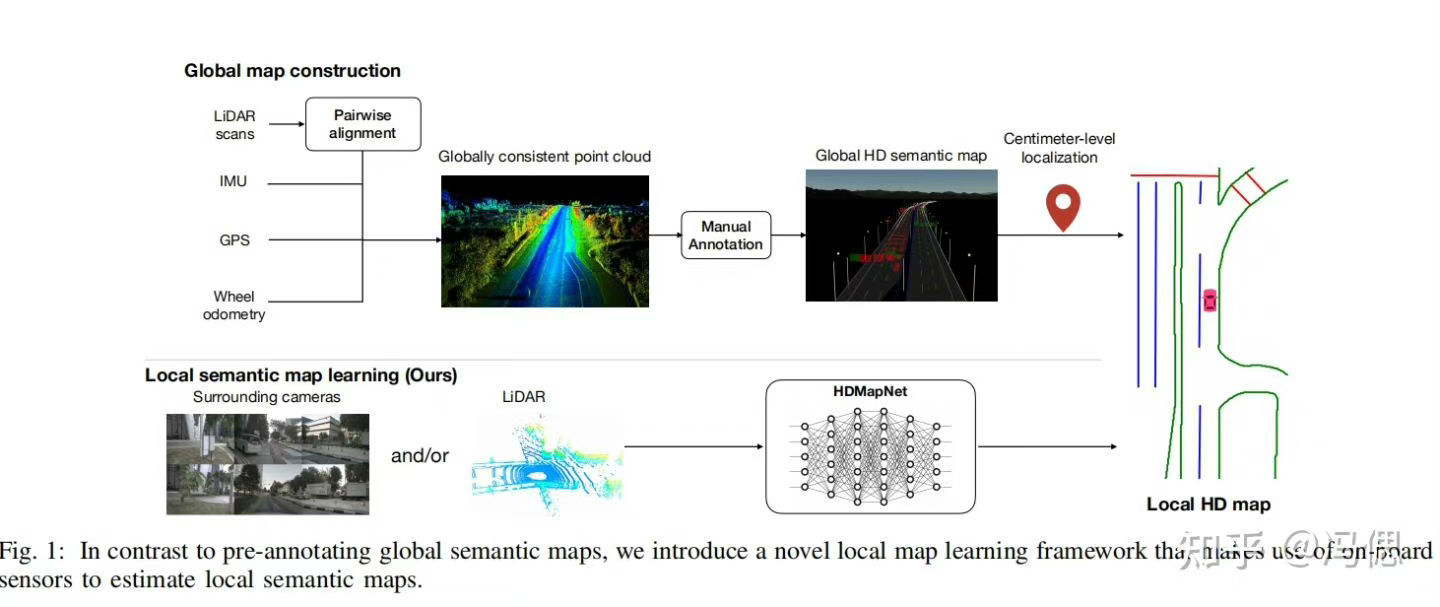 Global map construction
LiDAR
scans
Pairwise
alignment
IMU
GPS
Wheel
odometry
Globally consistent point cloud
Manual
Annotation
Global HD semantic map
Centimeter-level
localization
Local semantic map learning (Ours)
Surrounding cameras
and/or
LiDAR
HDMapNet
Local HD map
Fig. 1: In contrast to pre-annotating global semantic maps, we introduce a novel local map learning framework that makes use of on-board
sensors to estimate local semantic maps.
知乎 @冯偲